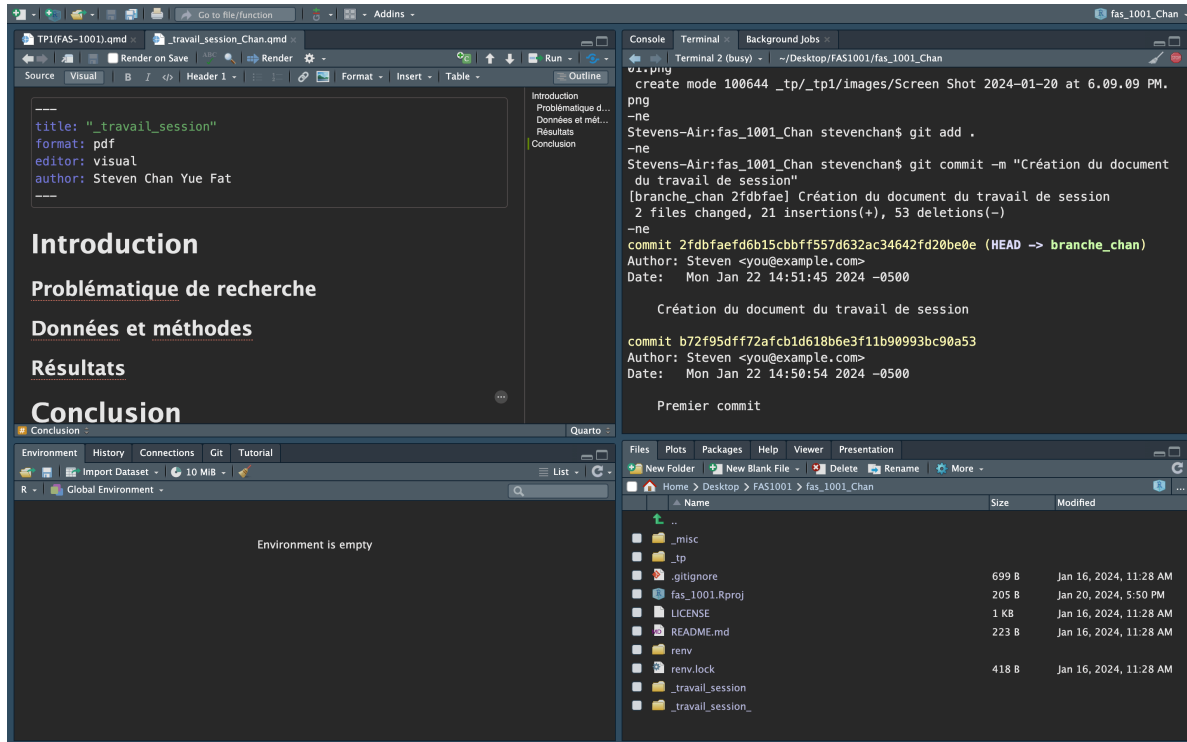 Go to file/function
Addins
fas_1001_Chan
TP1(FAS-1001).qmd
_travail_session_Chan.qmd
Render on Save
ABC
Render
Run
Source
Visual
B
I
</>
Header 1
Format
Insert
Table
Outline
---
title: "_travail_session"
format: pdf
editor: visual
author: Steven Chan Yue Fat
---
Introduction
Problématique de recherche
Données et méthodes
Résultats
Conclusion
Introduction
Problématique d...
Données et mét...
Résultats
Conclusion
# Conclusion
Quarto
Console
Terminal
Background Jobs
Terminal 2 (busy)
~/Desktop/FAS1001/fas_1001_Chan
01.png
create mode 100644 _tp/_tp1/images/Screen Shot 2024-01-20 at 6.09.09 PM.
png
-ne
Stevens-Air:fas_1001_Chan stevenchan$ git add .
-ne
Stevens-Air:fas_1001_Chan stevenchan$ git commit -m "Création du document
du travail de session"
[branche_chan 2fdbfae] Création du document du travail de session
2 files changed, 21 insertions(+), 53 deletions(-)
-ne
commit 2fdbfaefd6b15cbbff557d632ac34642fd20be0e (HEAD -> branche_chan)
Author: Steven <you@example.com>
Date:   Mon Jan 22 14:51:45 2024 -0500
Création du document du travail de session
commit b72f95dff72afcb1d618b6e3f11b90993bc90a53
Author: Steven <you@example.com>
Date:   Mon Jan 22 14:50:54 2024 -0500
Premier commit
Environment
History
Connections
Git
Tutorial
Import Dataset
10 MiB
List
R
Global Environment
Environment is empty
Files
Plots
Packages
Help
Viewer
Presentation
New Folder
New Blank File
Delete
Rename
More
Home > Desktop > FAS1001 > fas_1001_Chan
...
Name Size Modified
..
_misc
_tp
.gitignore 699 B Jan 16, 2024, 11:28 AM
fas_1001.Rproj 205 B Jan 20, 2024, 5:50 PM
LICENSE 1 KB Jan 16, 2024, 11:28 AM
README.md 223 B Jan 16, 2024, 11:28 AM
renv
renv.lock 418 B Jan 16, 2024, 11:28 AM
_travail_session
_travail_session_